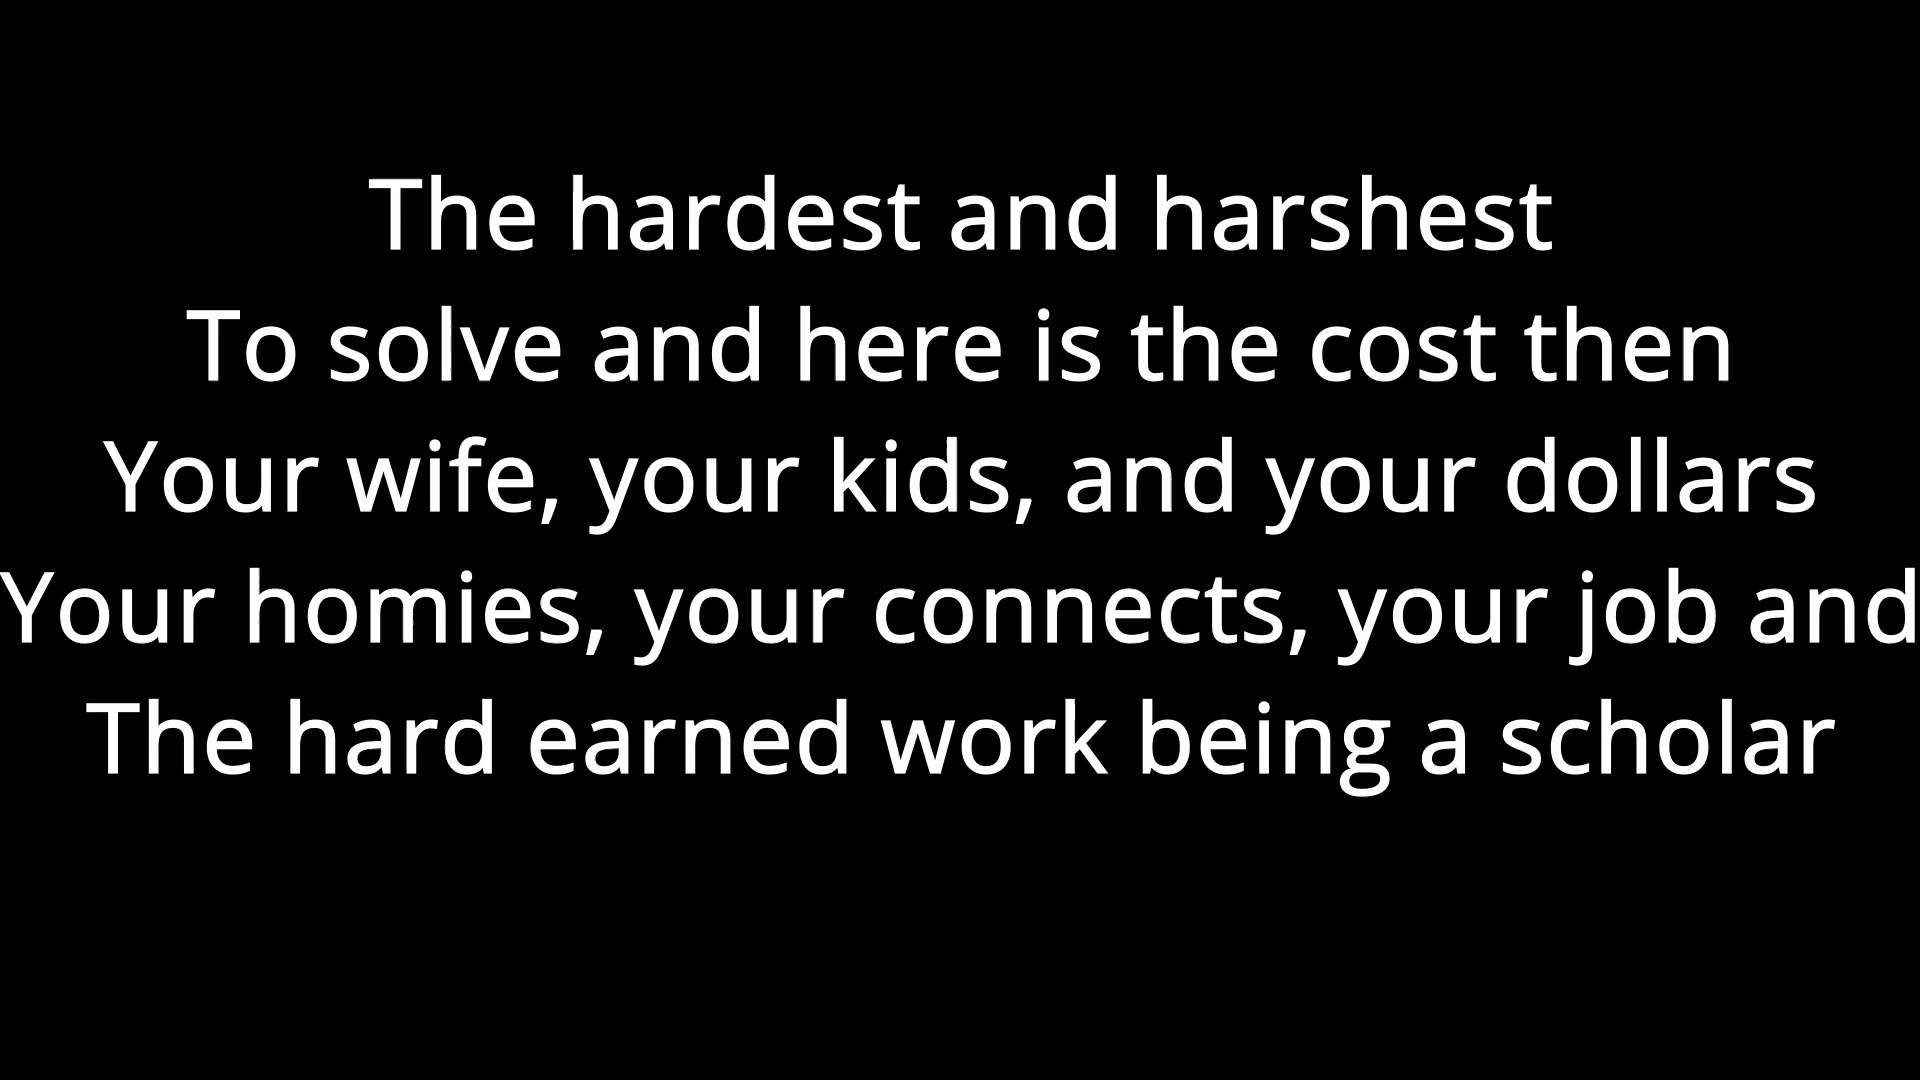 The hardest and harshest
To solve and here is the cost then
Your wife, your kids, and your dollars
Your homies, your connects, your job and
The hard earned work being a scholar